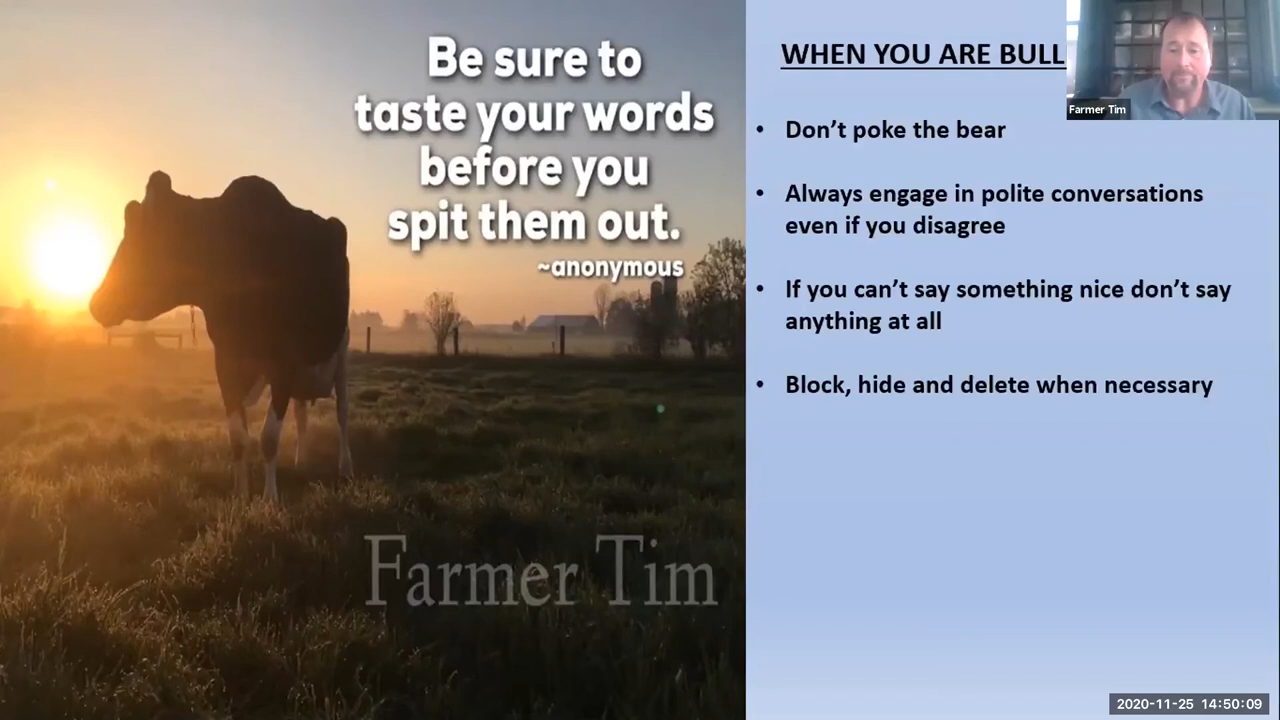 Be sure to
taste your words
before you
spit them out.
~anonymous
Farmer Tim
WHEN YOU ARE BULL
• Don’t poke the bear
• Always engage in polite conversations
even if you disagree
• If you can’t say something nice don’t say
anything at all
• Block, hide and delete when necessary
Farmer Tim
2020-11-25 14:50:09